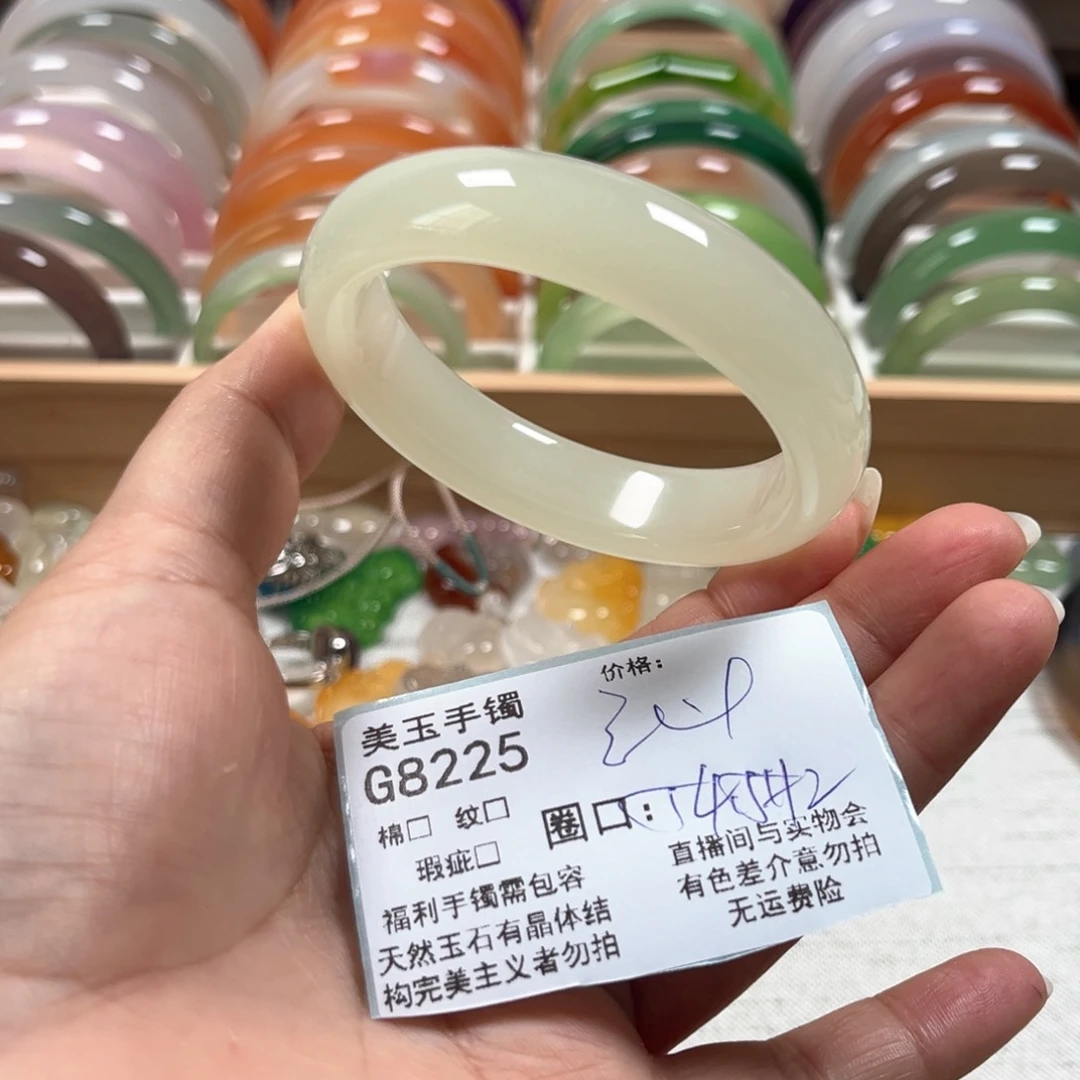 美玉手镯
G8225
价格：
棉□ 纹□
圈口：
瑕疵□
福利手镯需包容
天然玉石有晶体结
构完美主义者勿拍
直播间与实物会
有色差介意勿拍
无运费险